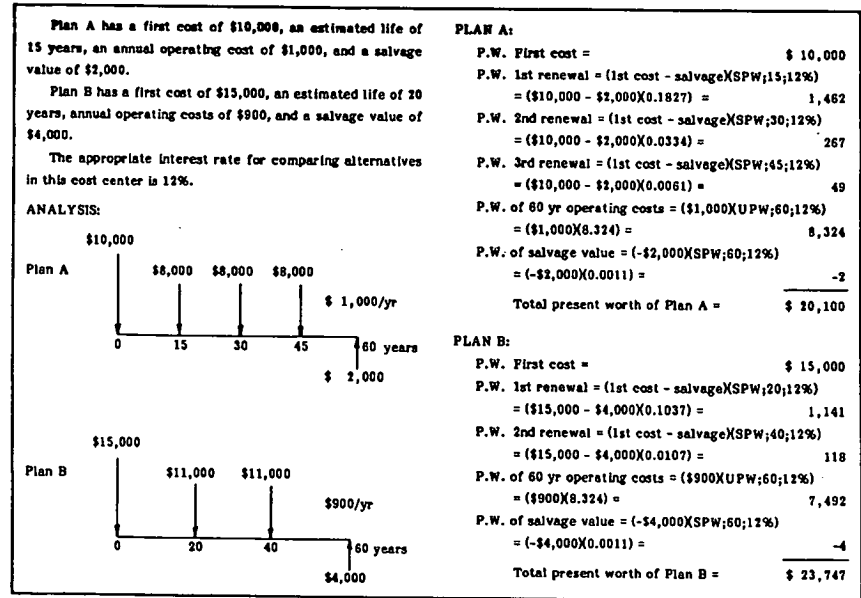 Plan A has a first cost of $10,000, an estimated life of
15 years, an annual operating cost of $1,000, and a salvage
value of $2,000.
Plan B has a first cost of $15,000, an estimated life of 20
years, annual operating costs of $900, and a salvage value of
$4,000.
The appropriate interest rate for comparing alternatives
in this cost center is 12%.
ANALYSIS:
$10,000
Plan A $8,000 $8,000 $8,000
$ 1,000/yr
0 15 30 45 60 years
$ 2,000
$15,000
Plan B $11,000 $11,000
$900/yr
0 20 40 60 years
$4,000
PLAN A:
P.W. First cost = $ 10,000
P.W. 1st renewal = (1st cost - salvage)(SPW;15;12%)
= ($10,000 - $2,000)(0.1827) = 1,462
P.W. 2nd renewal = (1st cost - salvage)(SPW;30;12%)
= ($10,000 - $2,000)(0.0334) = 267
P.W. 3rd renewal = (1st cost - salvage)(SPW;45;12%)
= ($10,000 - $2,000)(0.0061) = 49
P.W. of 60 yr operating costs = ($1,000)(UPW;60;12%)
= ($1,000)(8.324) = 8,324
P.W. of salvage value = (-$2,000)(SPW;60;12%)
= (-$2,000)(0.0011) = -2
Total present worth of Plan A = $ 20,100
PLAN B:
P.W. First cost = $ 15,000
P.W. 1st renewal = (1st cost - salvage)(SPW;20;12%)
= ($15,000 - $4,000)(0.1037) = 1,141
P.W. 2nd renewal = (1st cost - salvage)(SPW;40;12%)
= ($15,000 - $4,000)(0.0107) = 118
P.W. of 60 yr operating costs = ($900)(UPW;60;12%)
= ($900)(8.324) = 7,492
P.W. of salvage value = (-$4,000)(SPW;60;12%)
= (-$4,000)(0.0011) = -4
Total present worth of Plan B = $ 23,747